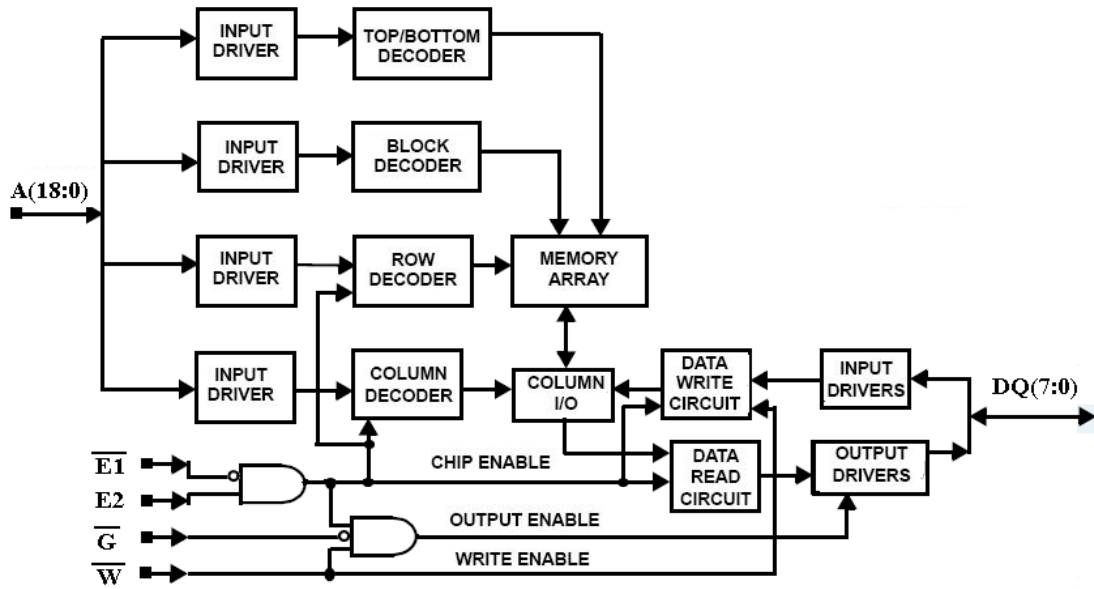 INPUT
DRIVER
TOP/BOTTOM
DECODER
INPUT
DRIVER
BLOCK
DECODER
A(18:0)
INPUT
DRIVER
ROW
DECODER
MEMORY
ARRAY
INPUT
DRIVER
COLUMN
DECODER
COLUMN
I/O
DATA
WRITE
CIRCUIT
INPUT
DRIVERS
DQ(7:0)
E1
E2
CHIP ENABLE
DATA
READ
CIRCUIT
OUTPUT
DRIVERS
G
OUTPUT ENABLE
W
WRITE ENABLE